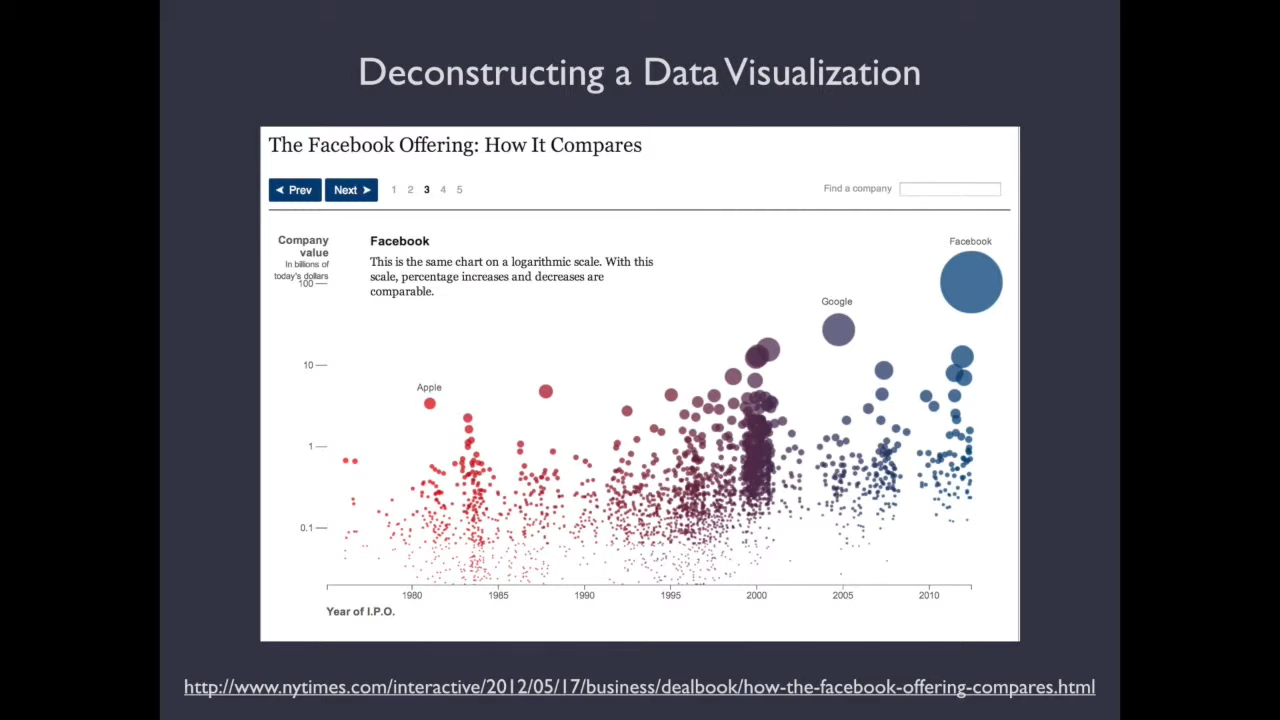 Deconstructing a Data Visualization
The Facebook Offering: How It Compares
Prev Next 1 2 3 4 5 Find a company
Company
value
In billions of
today's dollars
Facebook
This is the same chart on a logarithmic scale. With this
scale, percentage increases and decreases are
comparable.
Facebook
100
Google
10
Apple
1
0.1
1980 1985 1990 1995 2000 2005 2010
Year of I.P.O.
http://www.nytimes.com/interactive/2012/05/17/business/dealbook/how-the-facebook-offering-compares.html